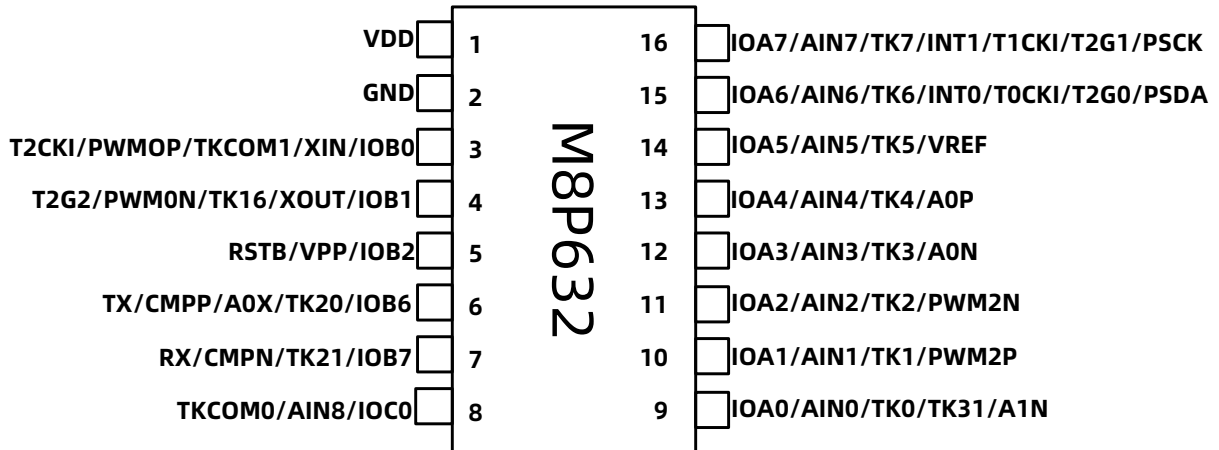 VDD 1 16 IOA7/AIN7/TK7/INT1/T1CKI/T2G1/PSCK
GND 2 15 IOA6/AIN6/TK6/INT0/T0CKI/T2G0/PSDA
T2CKI/PWMOP/TKCOM1/XIN/IOB0 3 14 IOA5/AIN5/TK5/VREF
T2G2/PWM0N/TK16/XOUT/IOB1 4 13 IOA4/AIN4/TK4/A0P
RSTB/VPP/IOB2 5 12 IOA3/AIN3/TK3/A0N
TX/CMPP/A0X/TK20/IOB6 6 11 IOA2/AIN2/TK2/PWM2N
RX/CMPN/TK21/IOB7 7 10 IOA1/AIN1/TK1/PWM2P
TKCOM0/AIN8/IOC0 8 9 IOA0/AIN0/TK0/TK31/A1N
M8P632